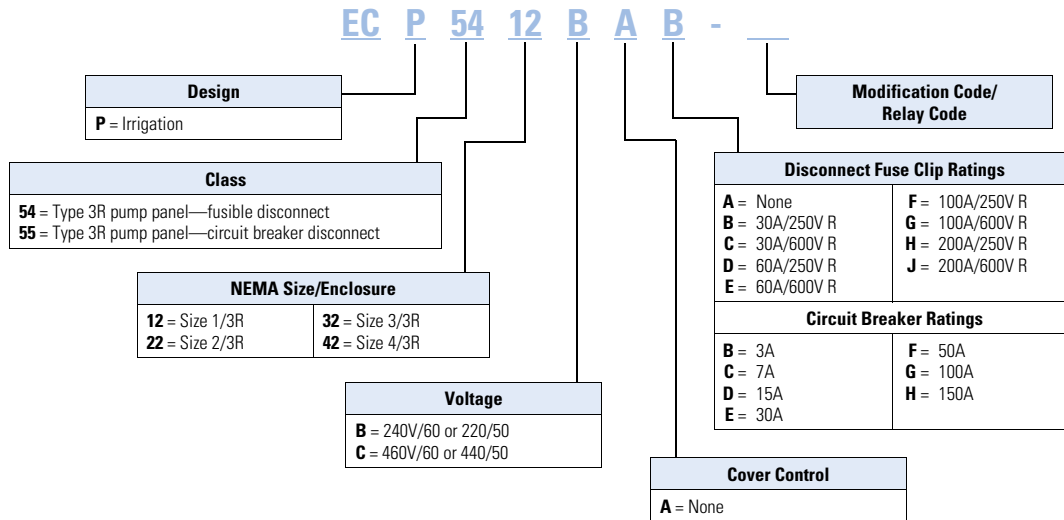 EC P 54 12 B A B -
Design
P = Irrigation
Modification Code/
Relay Code
Class
54 = Type 3R pump panel—fusible disconnect
55 = Type 3R pump panel—circuit breaker disconnect
Disconnect Fuse Clip Ratings
A = None
B = 30A/250V R
C = 30A/600V R
D = 60A/250V R
E = 60A/600V R
F = 100A/250V R
G = 100A/600V R
H = 200A/250V R
J = 200A/600V R
NEMA Size/Enclosure
12 = Size 1/3R
22 = Size 2/3R
32 = Size 3/3R
42 = Size 4/3R
Circuit Breaker Ratings
B = 3A
C = 7A
D = 15A
E = 30A
F = 50A
G = 100A
H = 150A
Voltage
B = 240V/60 or 220/50
C = 460V/60 or 440/50
Cover Control
A = None